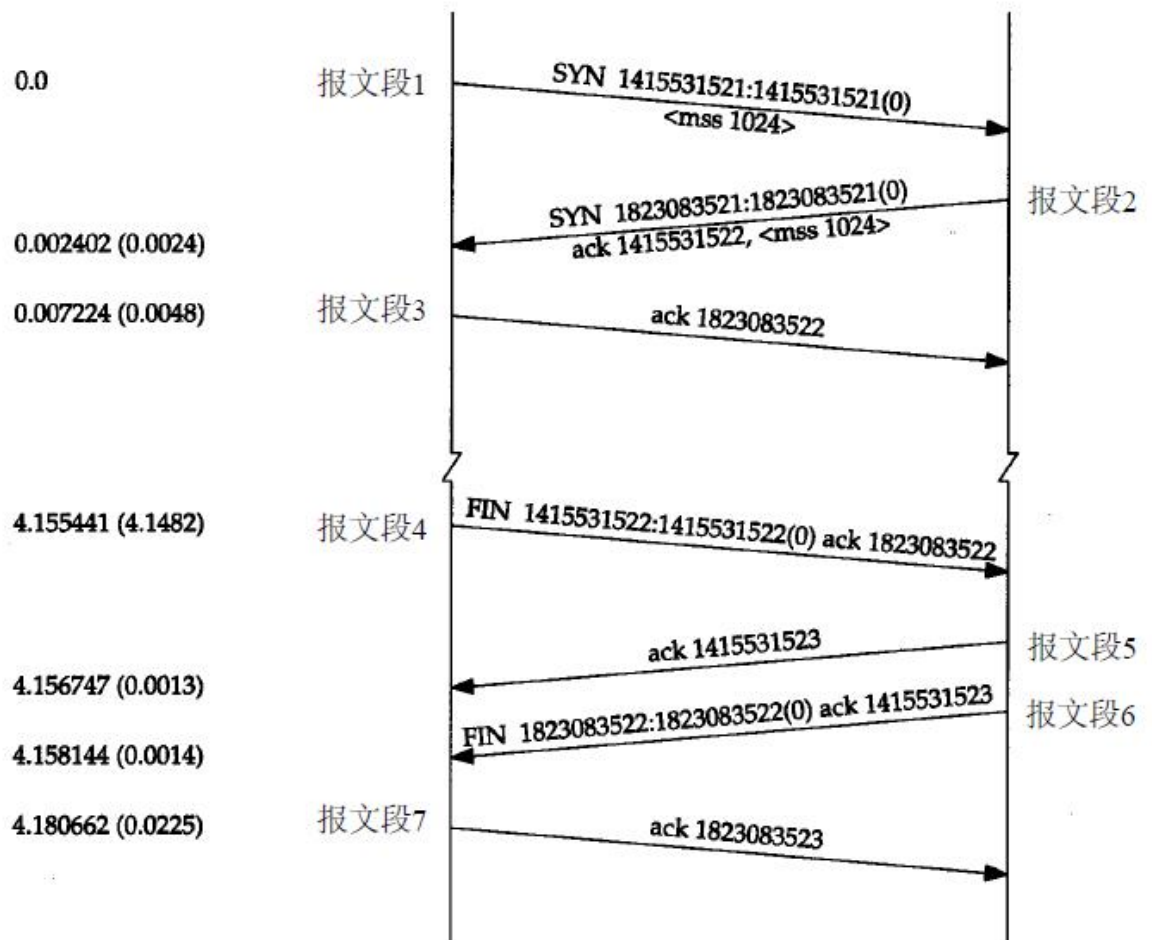 0.0
报文段1
SYN 1415531521:1415531521(0)
<mss 1024>
SYN 1823083521:1823083521(0)
报文段2
0.002402 (0.0024)
ack 1415531522, <mss 1024>
0.007224 (0.0048)
报文段3
ack 1823083522
4.155441 (4.1482)
报文段4
FIN 1415531522:1415531522(0) ack 1823083522
ack 1415531523
报文段5
4.156747 (0.0013)
FIN 1823083522:1823083522(0) ack 1415531523
报文段6
4.158144 (0.0014)
4.180662 (0.0225)
报文段7
ack 1823083523